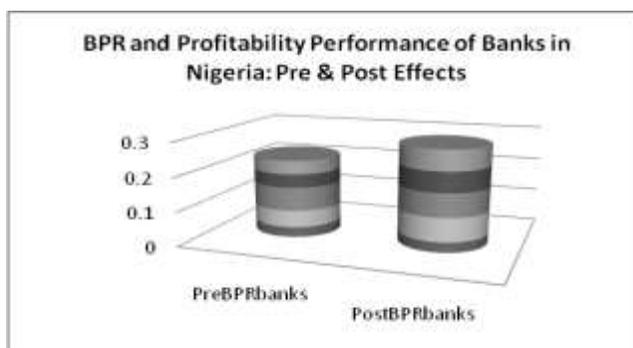 BPR and Profitability Performance of Banks in
Nigeria: Pre & Post Effects
0.3
0.2
0.1
0
PreBPRbanks
PostBPRbanks